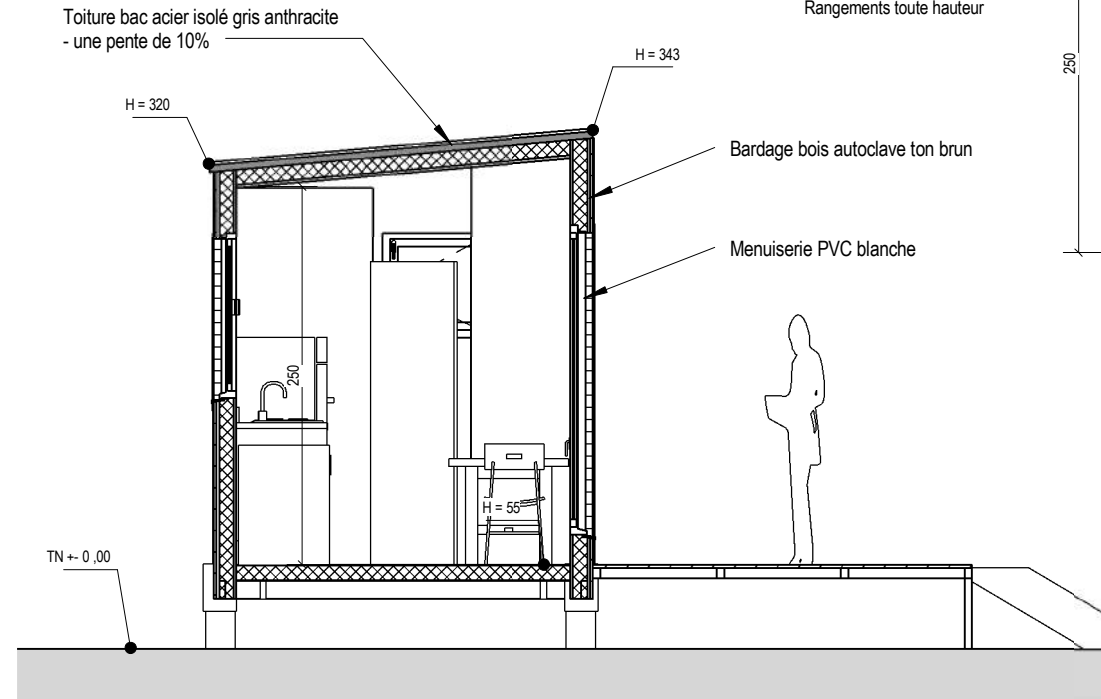 Toiture bac acier isolé gris anthracite
- une pente de 10%
Rangements toute hauteur
H = 343
250
H = 320
Bardage bois autoclave ton brun
Menuiserie PVC blanche
250
H = 55
TN +- 0 ,00